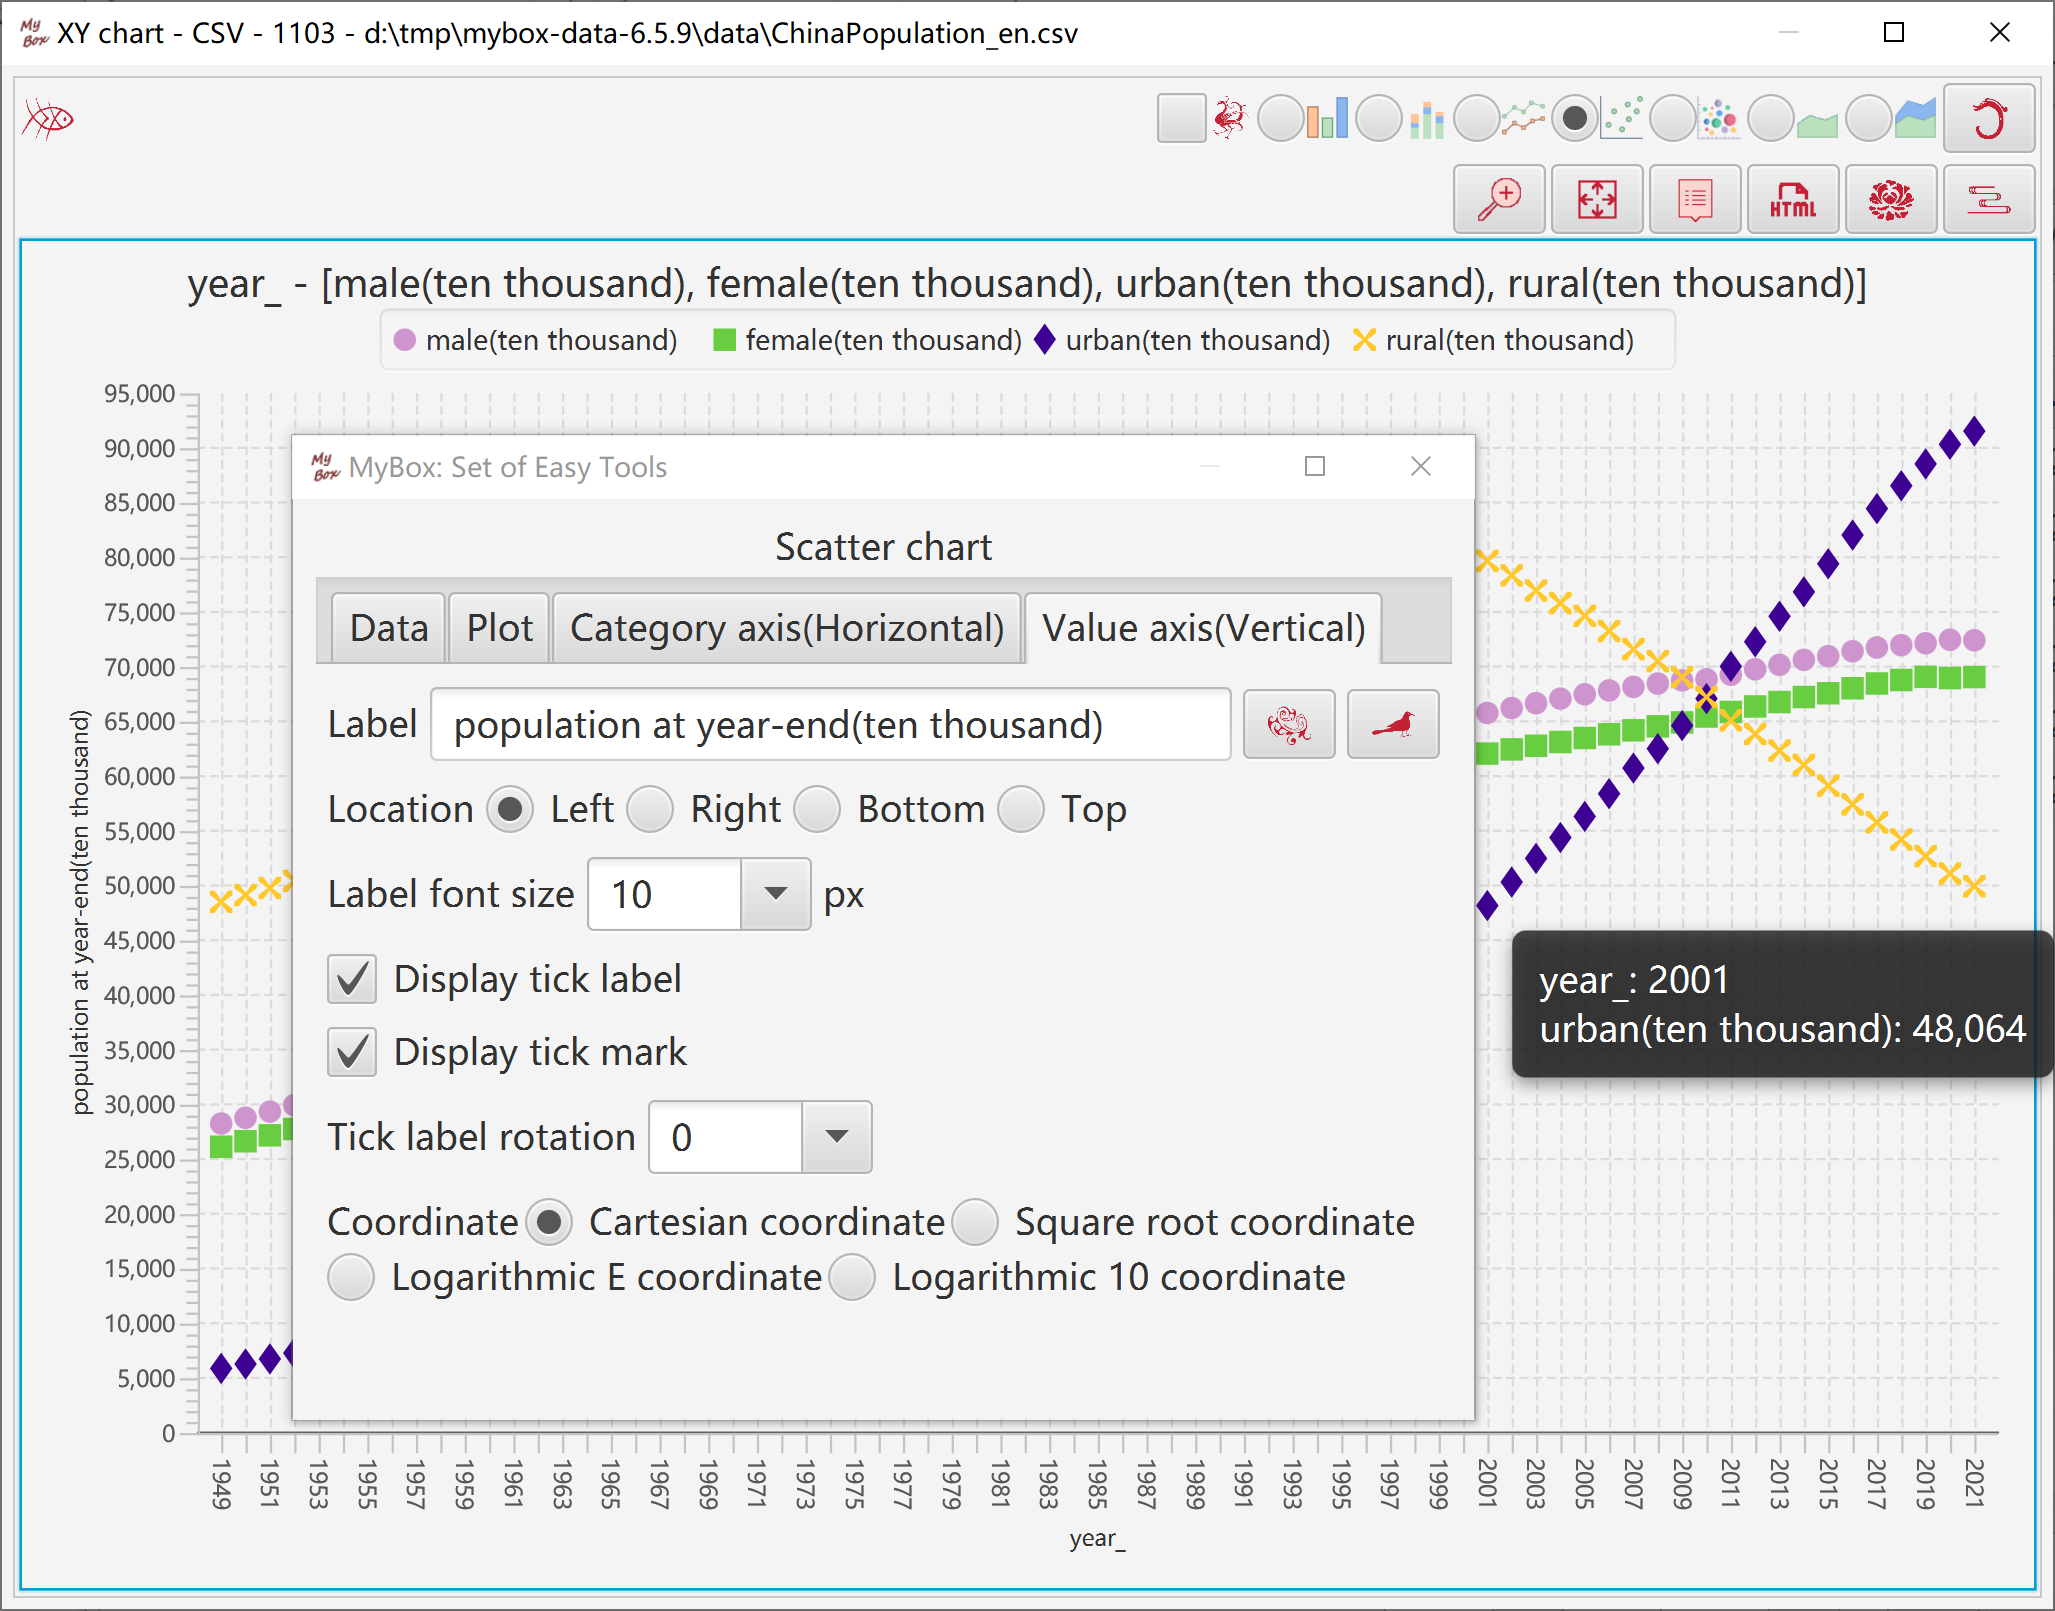 My Box XY chart - CSV - 1103 - d:\tmp\mybox-data-6.5.9\data\ChinaPopulation_en.csv
HTML
year_ - [male(ten thousand), female(ten thousand), urban(ten thousand), rural(ten thousand)]
male(ten thousand) female(ten thousand) urban(ten thousand) rural(ten thousand)
95,000
90,000
85,000
80,000
75,000
70,000
65,000
60,000
55,000
50,000
45,000
40,000
35,000
30,000
25,000
20,000
15,000
10,000
5,000
0
population at year-end(ten thousand)
My Box MyBox: Set of Easy Tools
Scatter chart
Data Plot Category axis(Horizontal) Value axis(Vertical)
Label population at year-end(ten thousand)
Location Left Right Bottom Top
Label font size 10 px
Display tick label
Display tick mark
Tick label rotation 0
Coordinate Cartesian coordinate Square root coordinate
Logarithmic E coordinate Logarithmic 10 coordinate
year_: 2001
urban(ten thousand): 48,064
1949 1951 1953 1955 1957 1959 1961 1963 1965 1967 1969 1971 1973 1975 1977 1979 1981 1983 1985 1987 1989 1991 1993 1995 1997 1999 2001 2003 2005 2007 2009 2011 2013 2015 2017 2019 2021
year_